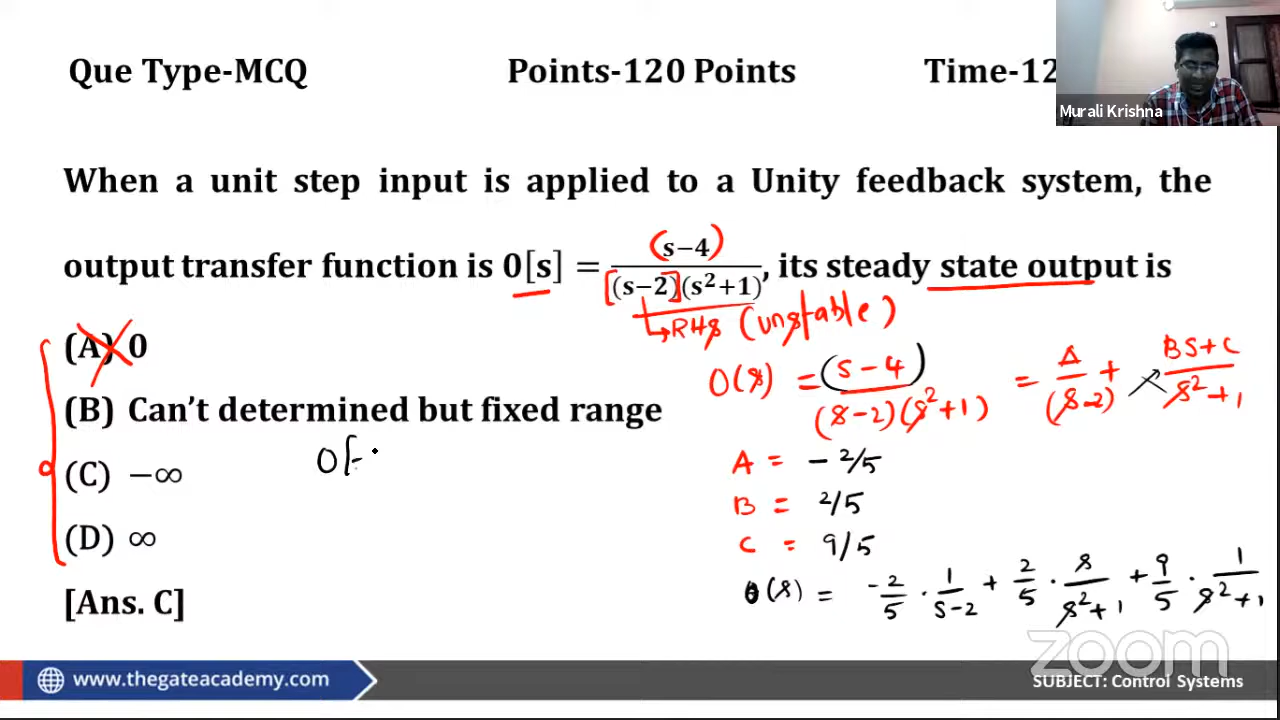 Que Type-MCQ Points-120 Points Time-12
Murali Krishna
When a unit step input is applied to a Unity feedback system, the
output transfer function is 0[s] = (s−4)/((s−2)(s²+1)), its steady state output is
↳RHS (unstable)
(A) 0
(B) Can't determined but fixed range
(C) −∞
(D) ∞
[Ans. C]
O(s) = (s-4)/((s-2)(s²+1)) = A/(s-2) + BS+C/s²+1
A = -2/5
B = 2/5
C = 9/5
O(s) = -2/5 · 1/s-2 + 2/5 · s/s²+1 + 9/5 · 1/s²+1
zoom
www.thegateacademy.com SUBJECT: Control Systems